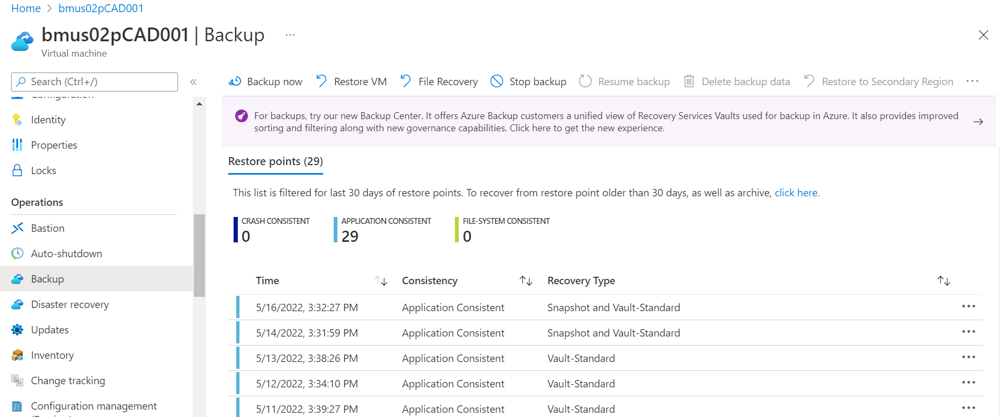 Home > bmus02pCAD001
bmus02pCAD001 | Backup ...
Virtual machine
Search (Ctrl+/)
«
Configuration
Identity
Properties
Locks
Operations
Bastion
Auto-shutdown
Backup
Disaster recovery
Updates
Inventory
Change tracking
Configuration management
Backup now
Restore VM
File Recovery
Stop backup
Resume backup
Delete backup data
Restore to Secondary Region
...
For backups, try our new Backup Center. It offers Azure Backup customers a unified view of Recovery Services Vaults used for backup in Azure. It also provides improved
sorting and filtering along with new governance capabilities. Click here to get the new experience.
Restore points (29)
This list is filtered for last 30 days of restore points. To recover from restore point older than 30 days, as well as archive, click here.
CRASH CONSISTENT
0
APPLICATION CONSISTENT
29
FILE-SYSTEM CONSISTENT
0
Time Consistency Recovery Type
5/16/2022, 3:32:27 PM Application Consistent Snapshot and Vault-Standard
5/14/2022, 3:31:59 PM Application Consistent Snapshot and Vault-Standard
5/13/2022, 3:38:26 PM Application Consistent Vault-Standard
5/12/2022, 3:34:10 PM Application Consistent Vault-Standard
5/11/2022, 3:39:27 PM Application Consistent Vault-Standard